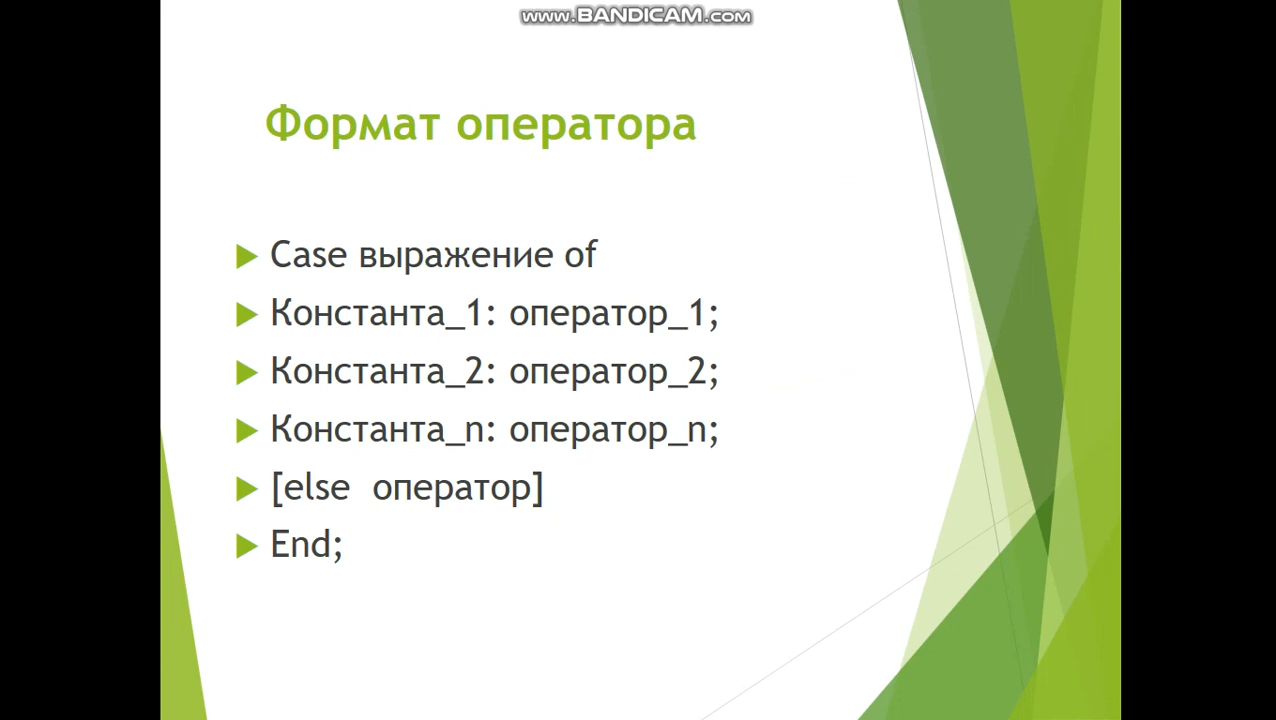 www.BANDICAM.com
Формат оператора
Case выражение of
Константа_1: оператор_1;
Константа_2: оператор_2;
Константа_n: оператор_n;
[else оператор]
End;